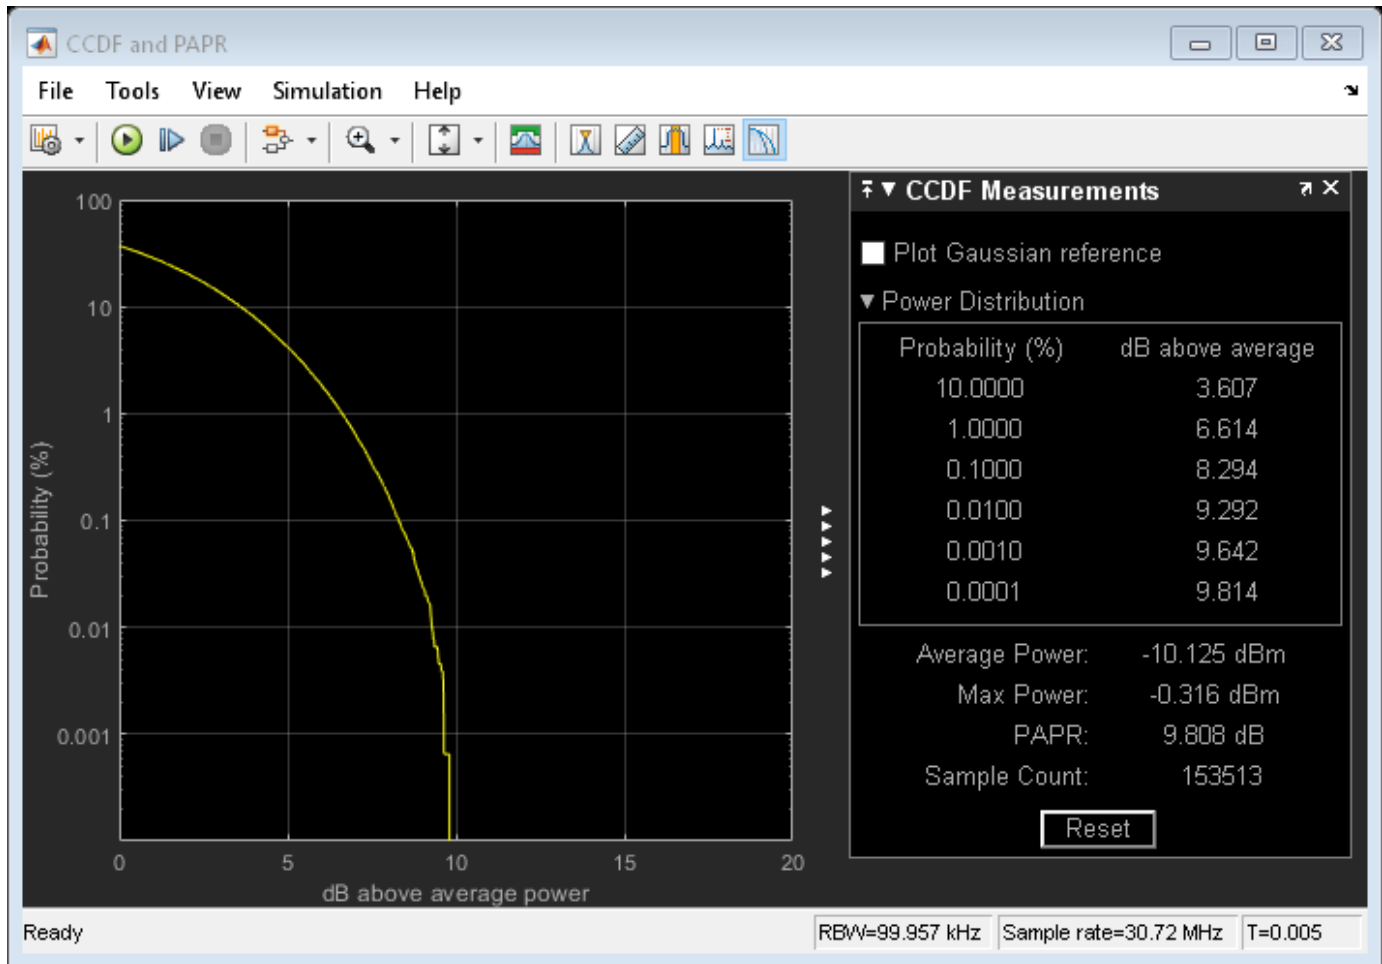 CCDF and PAPR
File Tools View Simulation Help
100
10
1
0.1
0.01
0.001
Probability (%)
0 5 10 15 20
dB above average power
CCDF Measurements
Plot Gaussian reference
Power Distribution
Probability (%) dB above average
10.0000 3.607
1.0000 6.614
0.1000 8.294
0.0100 9.292
0.0010 9.642
0.0001 9.814
Average Power: -10.125 dBm
Max Power: -0.316 dBm
PAPR: 9.808 dB
Sample Count: 153513
Reset
Ready RBW=99.957 kHz Sample rate=30.72 MHz T=0.005